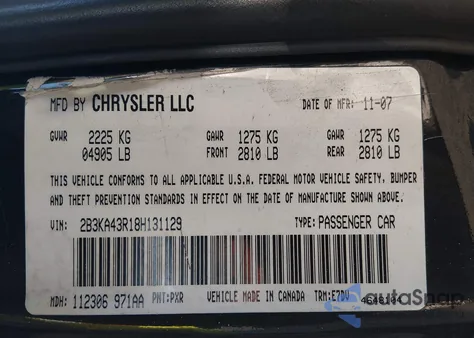 MFD BY CHRYSLER LLC DATE OF MFR: 11-07
GVWR 2225 KG GAWR 1275 KG GAWR 1275 KG
04905 LB FRONT 2810 LB REAR 2810 LB
THIS VEHICLE CONFORMS TO ALL APPLICABLE U.S.A. FEDERAL MOTOR VEHICLE SAFETY, BUMPER
AND THEFT PREVENTION STANDARDS IN EFFECT ON THE DATE OF MANUFACTURE SHOWN ABOVE.
VIN: 2B3KA43R18H131129 TYPE: PASSENGER CAR
MDH: 112306 971AA PNT: PXR VEHICLE MADE IN CANADA TRM: E7DV
autoSnap